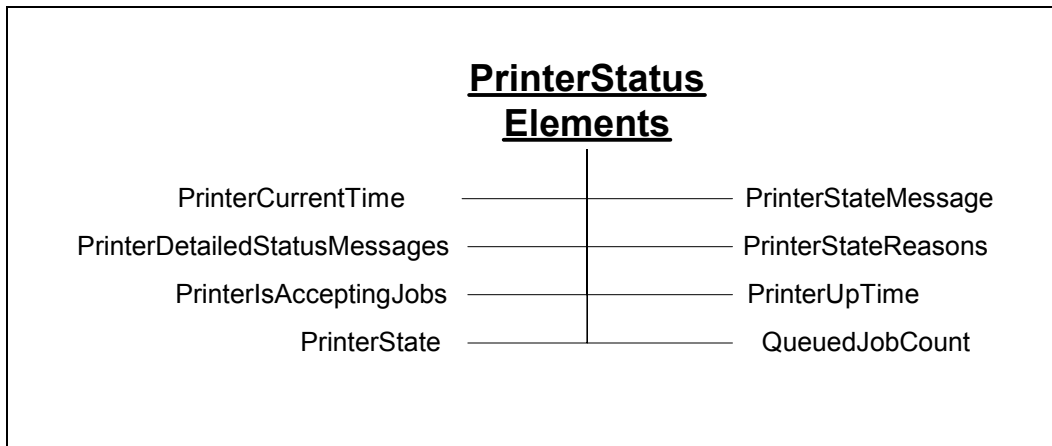 PrinterStatus
Elements
PrinterCurrentTime
PrinterStateMessage
PrinterDetailedStatusMessages
PrinterStateReasons
PrinterIsAcceptingJobs
PrinterUpTime
PrinterState
QueuedJobCount